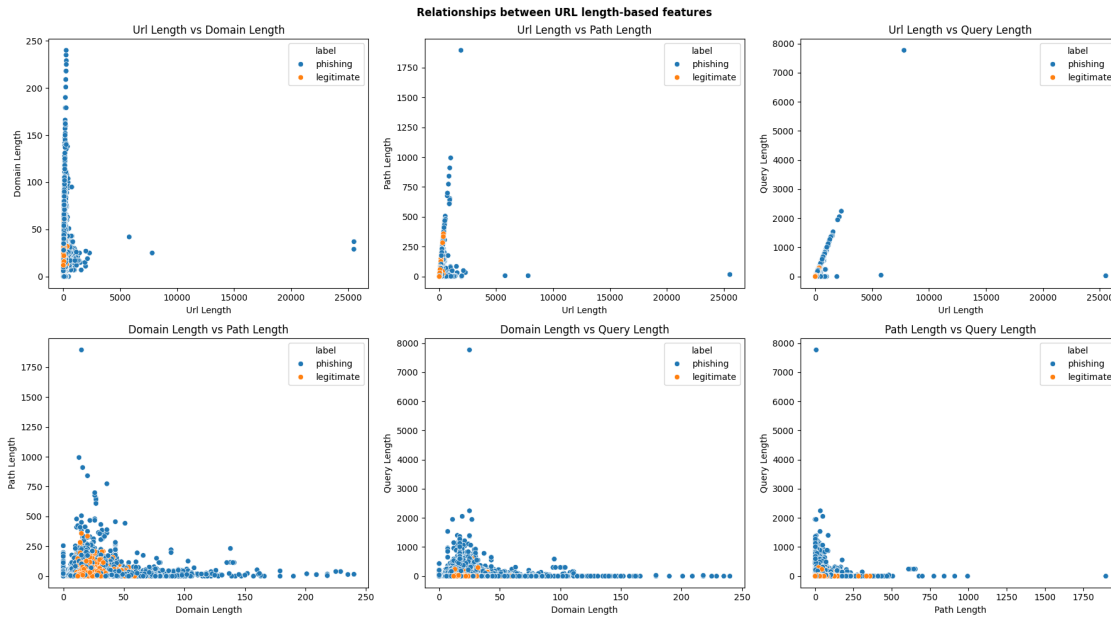 Relationships between URL length-based features
Url Length vs Domain Length
250
200
150
100
50
0
Domain Length
0
5000
10000
15000
20000
25000
Url Length
label
phishing
legitimate
Url Length vs Path Length
1750
1500
1250
1000
750
500
250
0
Path Length
0
5000
10000
15000
20000
25000
Url Length
label
phishing
legitimate
Url Length vs Query Length
8000
7000
6000
5000
4000
3000
2000
1000
0
Query Length
0
5000
10000
15000
20000
25000
Url Length
label
phishing
legitimate
Domain Length vs Path Length
1750
1500
1250
1000
750
500
250
0
Path Length
0
50
100
150
200
250
Domain Length
label
phishing
legitimate
Domain Length vs Query Length
8000
7000
6000
5000
4000
3000
2000
1000
0
Query Length
0
50
100
150
200
250
Domain Length
label
phishing
legitimate
Path Length vs Query Length
8000
7000
6000
5000
4000
3000
2000
1000
0
Query Length
0
250
500
750
1000
1250
1500
1750
Path Length
label
phishing
legitimate